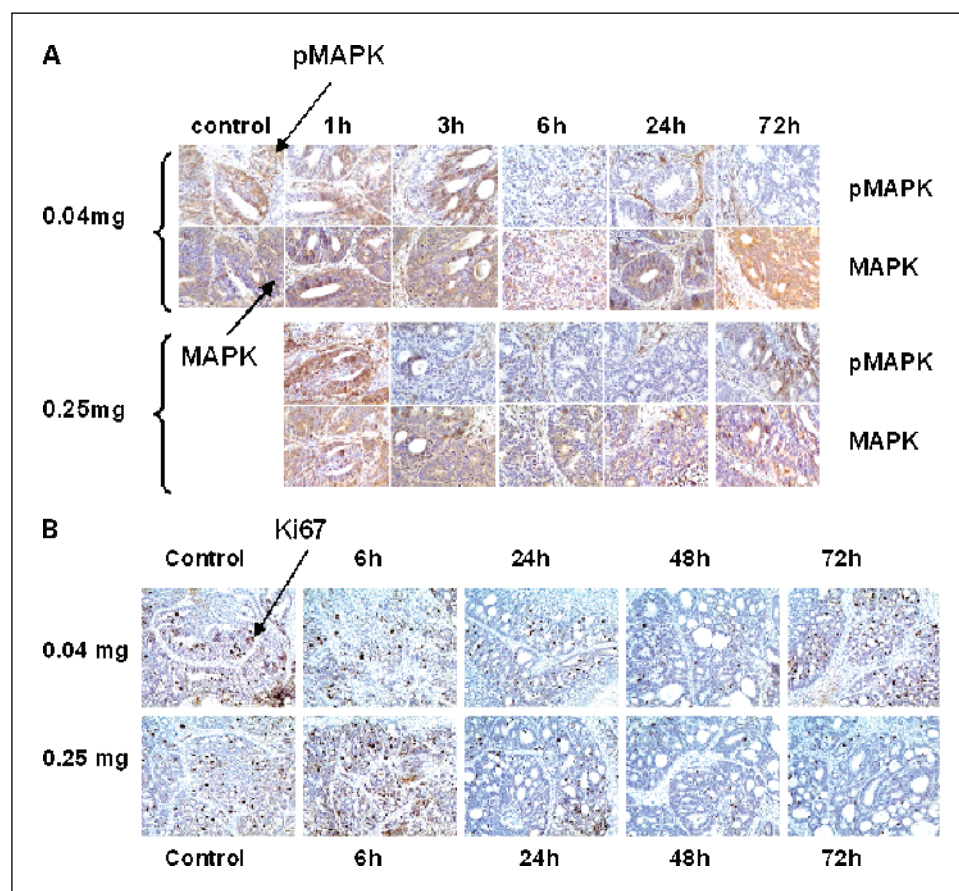 A
pMAPK
control 1h 3h 6h 24h 72h
0.04mg
pMAPK
MAPK
MAPK
0.25mg
pMAPK
MAPK
B
Ki67
Control 6h 24h 48h 72h
0.04 mg
0.25 mg
Control 6h 24h 48h 72h